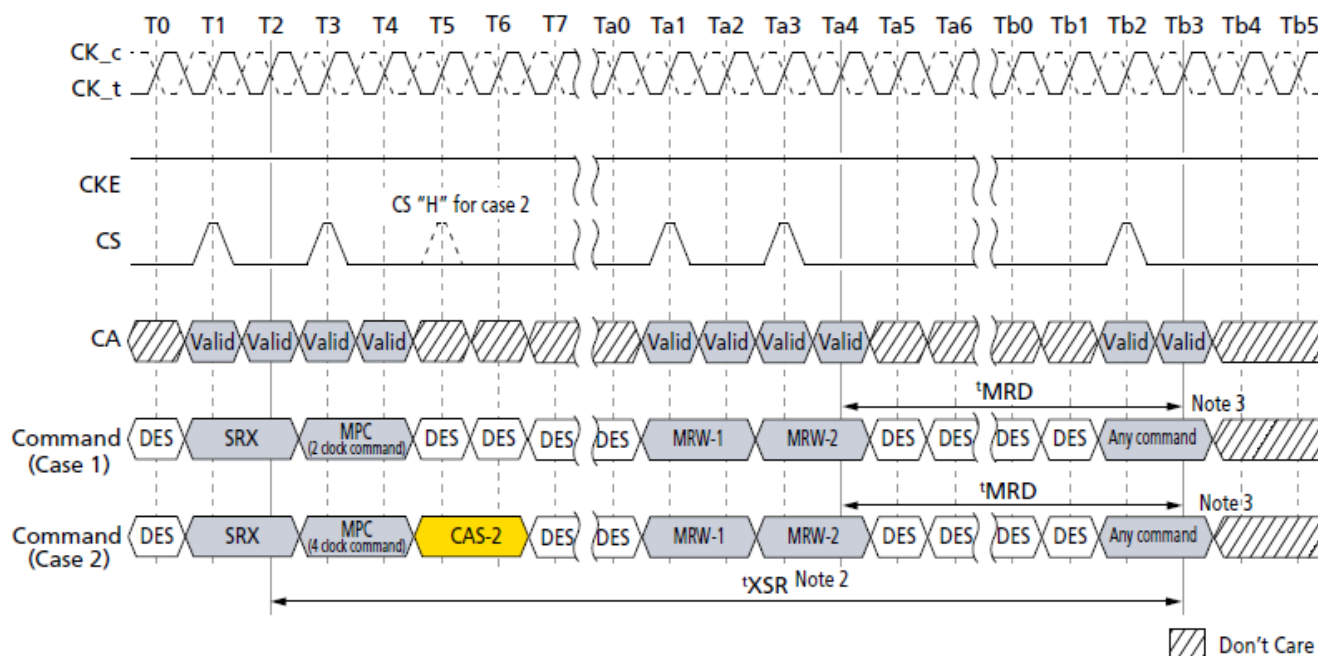 T0 T1 T2 T3 T4 T5 T6 T7 Ta0 Ta1 Ta2 Ta3 Ta4 Ta5 Ta6 Tb0 Tb1 Tb2 Tb3 Tb4 Tb5
CK_c
CK_t
CKE
CS "H" for case 2
CS
CA Valid Valid Valid Valid Valid Valid Valid Valid Valid Valid
tMRD Note 3
Command (Case 1) DES SRX MPC (2 clock command) DES DES DES DES MRW-1 MRW-2 DES DES DES DES Any command
tMRD Note 3
Command (Case 2) DES SRX MPC (4 clock command) CAS-2 DES DES MRW-1 MRW-2 DES DES DES DES Any command
tXSR Note 2
Don't Care